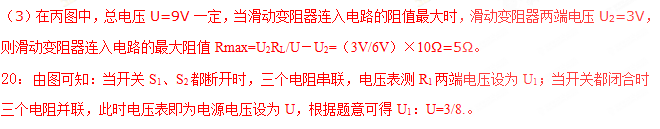 （3）在丙图中，总电压 U=9V 一定，当滑动变阻器连入电路的阻值最大时，滑动变阻器两端电压 U₂=3V，
则滑动变阻器连入电路的最大阻值 Rmax=U₂R_L/U－U₂=（3V/6V）×10Ω=5Ω。
20：由图可知：当开关 S₁、S₂都断开时，三个电阻串联，电压表测 R₁两端电压设为 U₁；当开关都闭合时
三个电阻并联，此时电压表即为电源电压设为 U，根据题意可得 U₁：U=3/8.。